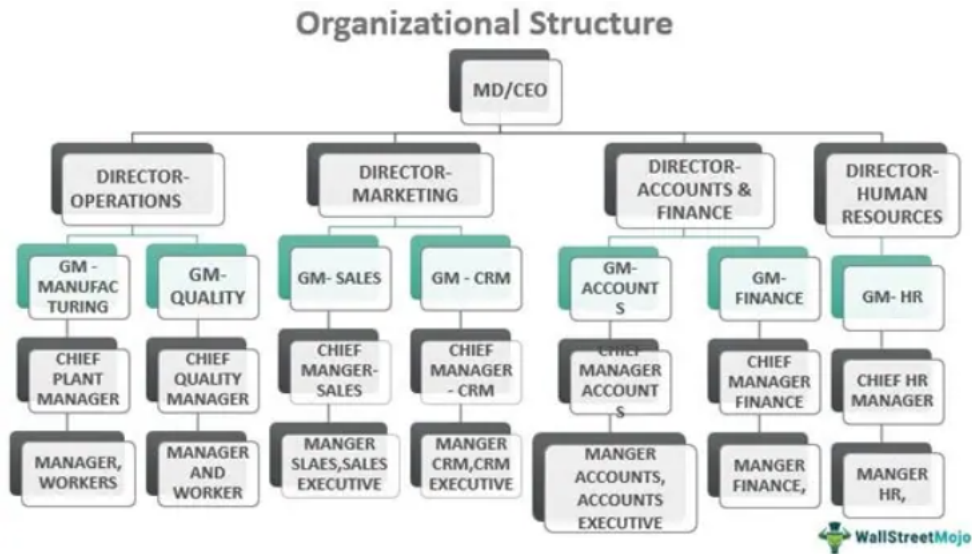 Organizational Structure
MD/CEO
DIRECTOR-
OPERATIONS
DIRECTOR-
MARKETING
DIRECTOR-
ACCOUNTS &
FINANCE
DIRECTOR-
HUMAN
RESOURCES
GM -
MANUFAC
TURING
GM-
QUALITY
GM- SALES
GM - CRM
GM-
ACCOUNT
S
GM-
FINANCE
GM- HR
CHIEF
PLANT
MANAGER
CHIEF
QUALITY
MANAGER
CHIEF
MANGER-
SALES
CHIEF
MANAGER
- CRM
CHIEF
MANAGER
ACCOUNT
S
CHIEF
MANAGER
FINANCE
CHIEF HR
MANAGER
MANAGER,
WORKERS
MANAGER
AND
WORKER
MANGER
SLAES,SALES
EXECUTIVE
MANGER
CRM,CRM
EXECUTIVE
MANGER
ACCOUNTS,
ACCOUNTS
EXECUTIVE
MANGER
FINANCE,
MANGER
HR,
WallStreetMojo